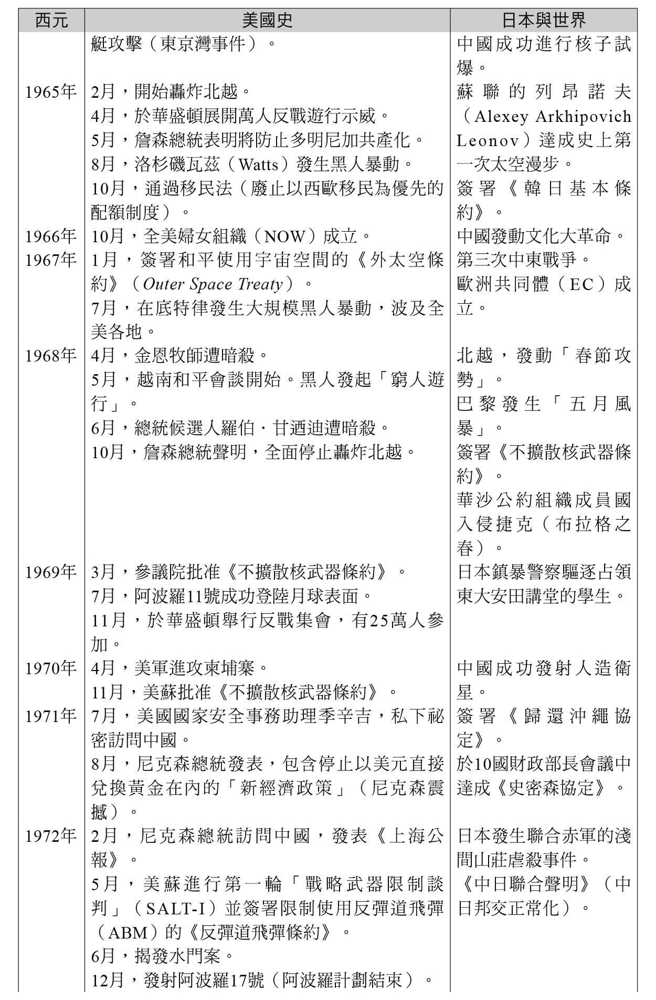 西元 美國史 日本與世界
艇攻擊（東京灣事件）。
中國成功進行核子試
爆。
1965年
2月，開始轟炸北越。
4月，於華盛頓展開萬人反戰遊行示威。
5月，詹森總統表明將防止多明尼加共產化。
8月，洛杉磯瓦茲（Watts）發生黑人暴動。
10月，通過移民法（廢止以西歐移民為優先的
配額制度）。
蘇聯的列昂諾夫
（Alexey Arkhipovich
Leonov）達成史上第
一次太空漫步。
簽署《韓日基本條
約》。
1966年
10月，全美婦女組織（NOW）成立。
中國發動文化大革命。
1967年
1月，簽署和平使用宇宙空間的《外太空條
約》（Outer Space Treaty）。
7月，在底特律發生大規模黑人暴動，波及全
美各地。
第三次中東戰爭。
歐洲共同體（EC）成
立。
1968年
4月，金恩牧師遭暗殺。
5月，越南和平會談開始。黑人發起「窮人遊
行」。
6月，總統候選人羅伯．甘迺迪遭暗殺。
10月，詹森總統聲明，全面停止轟炸北越。
北越，發動「春節攻
勢」。
巴黎發生「五月風
暴」。
簽署《不擴散核武器條
約》。
華沙公約組織成員國
入侵捷克（布拉格之
春）。
1969年
3月，參議院批准《不擴散核武器條約》。
7月，阿波羅11號成功登陸月球表面。
11月，於華盛頓舉行反戰集會，有25萬人參
加。
日本鎮暴警察驅逐占領
東大安田講堂的學生。
1970年
4月，美軍進攻柬埔寨。
11月，美蘇批准《不擴散核武器條約》。
中國成功發射人造衛
星。
1971年
7月，美國國家安全事務助理季辛吉，私下祕
密訪問中國。
8月，尼克森總統發表，包含停止以美元直接
兌換黃金在內的「新經濟政策」（尼克森震
撼）。
簽署《歸還沖繩協
定》。
於10國財政部長會議中
達成《史密森協定》。
1972年
2月，尼克森總統訪問中國，發表《上海公
報》。
5月，美蘇進行第一輪「戰略武器限制談
判」（SALT-I）並簽署限制使用反彈道飛彈
（ABM）的《反彈道飛彈條約》。
6月，揭發水門案。
12月，發射阿波羅17號（阿波羅計劃結束）。
日本發生聯合赤軍的淺
間山莊虐殺事件。
《中日聯合聲明》（中
日邦交正常化）。